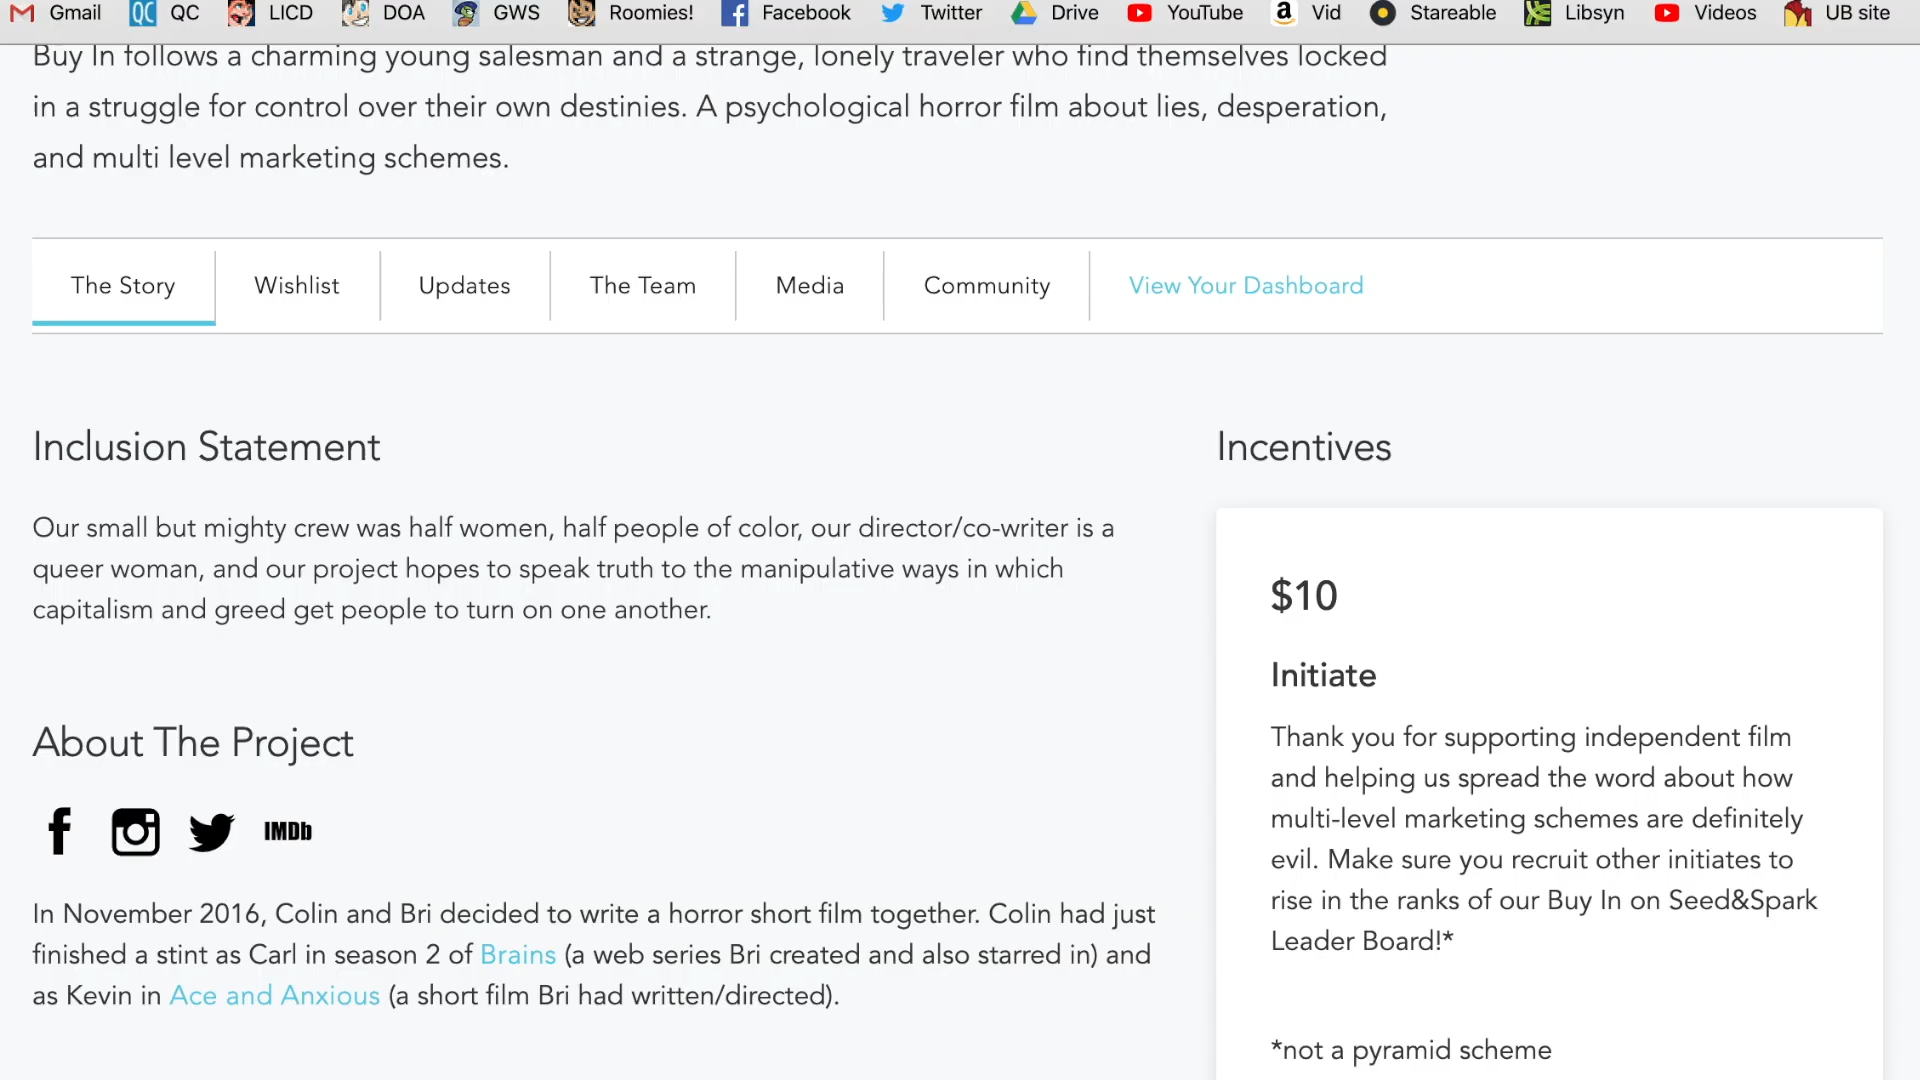 Gmail QC LICD DOA GWS Roomies! Facebook Twitter Drive YouTube Vid Stareable Libsyn Videos UB site
Buy In follows a charming young salesman and a strange, lonely traveler who find themselves locked
in a struggle for control over their own destinies. A psychological horror film about lies, desperation,
and multi level marketing schemes.
The Story Wishlist Updates The Team Media Community View Your Dashboard
Inclusion Statement
Our small but mighty crew was half women, half people of color, our director/co-writer is a
queer woman, and our project hopes to speak truth to the manipulative ways in which
capitalism and greed get people to turn on one another.
About The Project
IMDb
In November 2016, Colin and Bri decided to write a horror short film together. Colin had just
finished a stint as Carl in season 2 of Brains (a web series Bri created and also starred in) and
as Kevin in Ace and Anxious (a short film Bri had written/directed).
Incentives
$10
Initiate
Thank you for supporting independent film
and helping us spread the word about how
multi-level marketing schemes are definitely
evil. Make sure you recruit other initiates to
rise in the ranks of our Buy In on Seed&Spark
Leader Board!*
*not a pyramid scheme